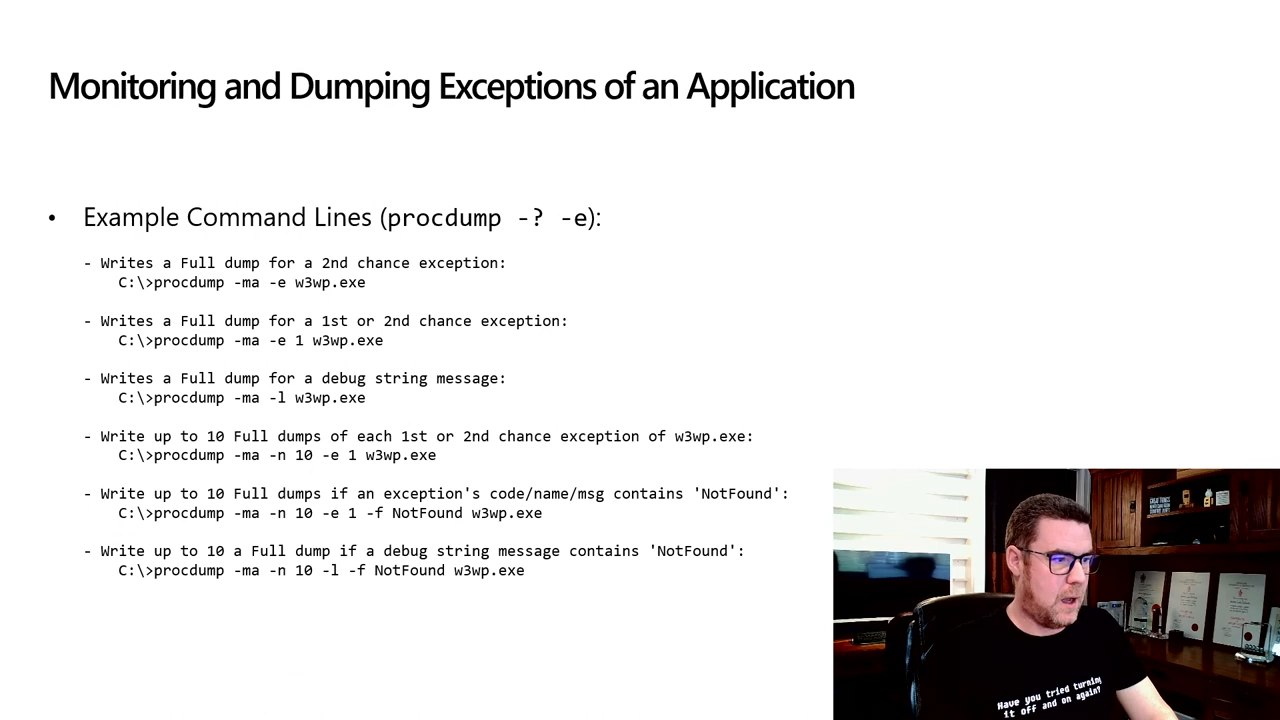 Monitoring and Dumping Exceptions of an Application
• Example Command Lines (procdump -? -e):
- Writes a Full dump for a 2nd chance exception:
C:\>procdump -ma -e w3wp.exe
- Writes a Full dump for a 1st or 2nd chance exception:
C:\>procdump -ma -e 1 w3wp.exe
- Writes a Full dump for a debug string message:
C:\>procdump -ma -l w3wp.exe
- Write up to 10 Full dumps of each 1st or 2nd chance exception of w3wp.exe:
C:\>procdump -ma -n 10 -e 1 w3wp.exe
- Write up to 10 Full dumps if an exception's code/name/msg contains 'NotFound':
C:\>procdump -ma -n 10 -e 1 -f NotFound w3wp.exe
- Write up to 10 a Full dump if a debug string message contains 'NotFound':
C:\>procdump -ma -n 10 -l -f NotFound w3wp.exe
Have you tried turning
it off and on again?